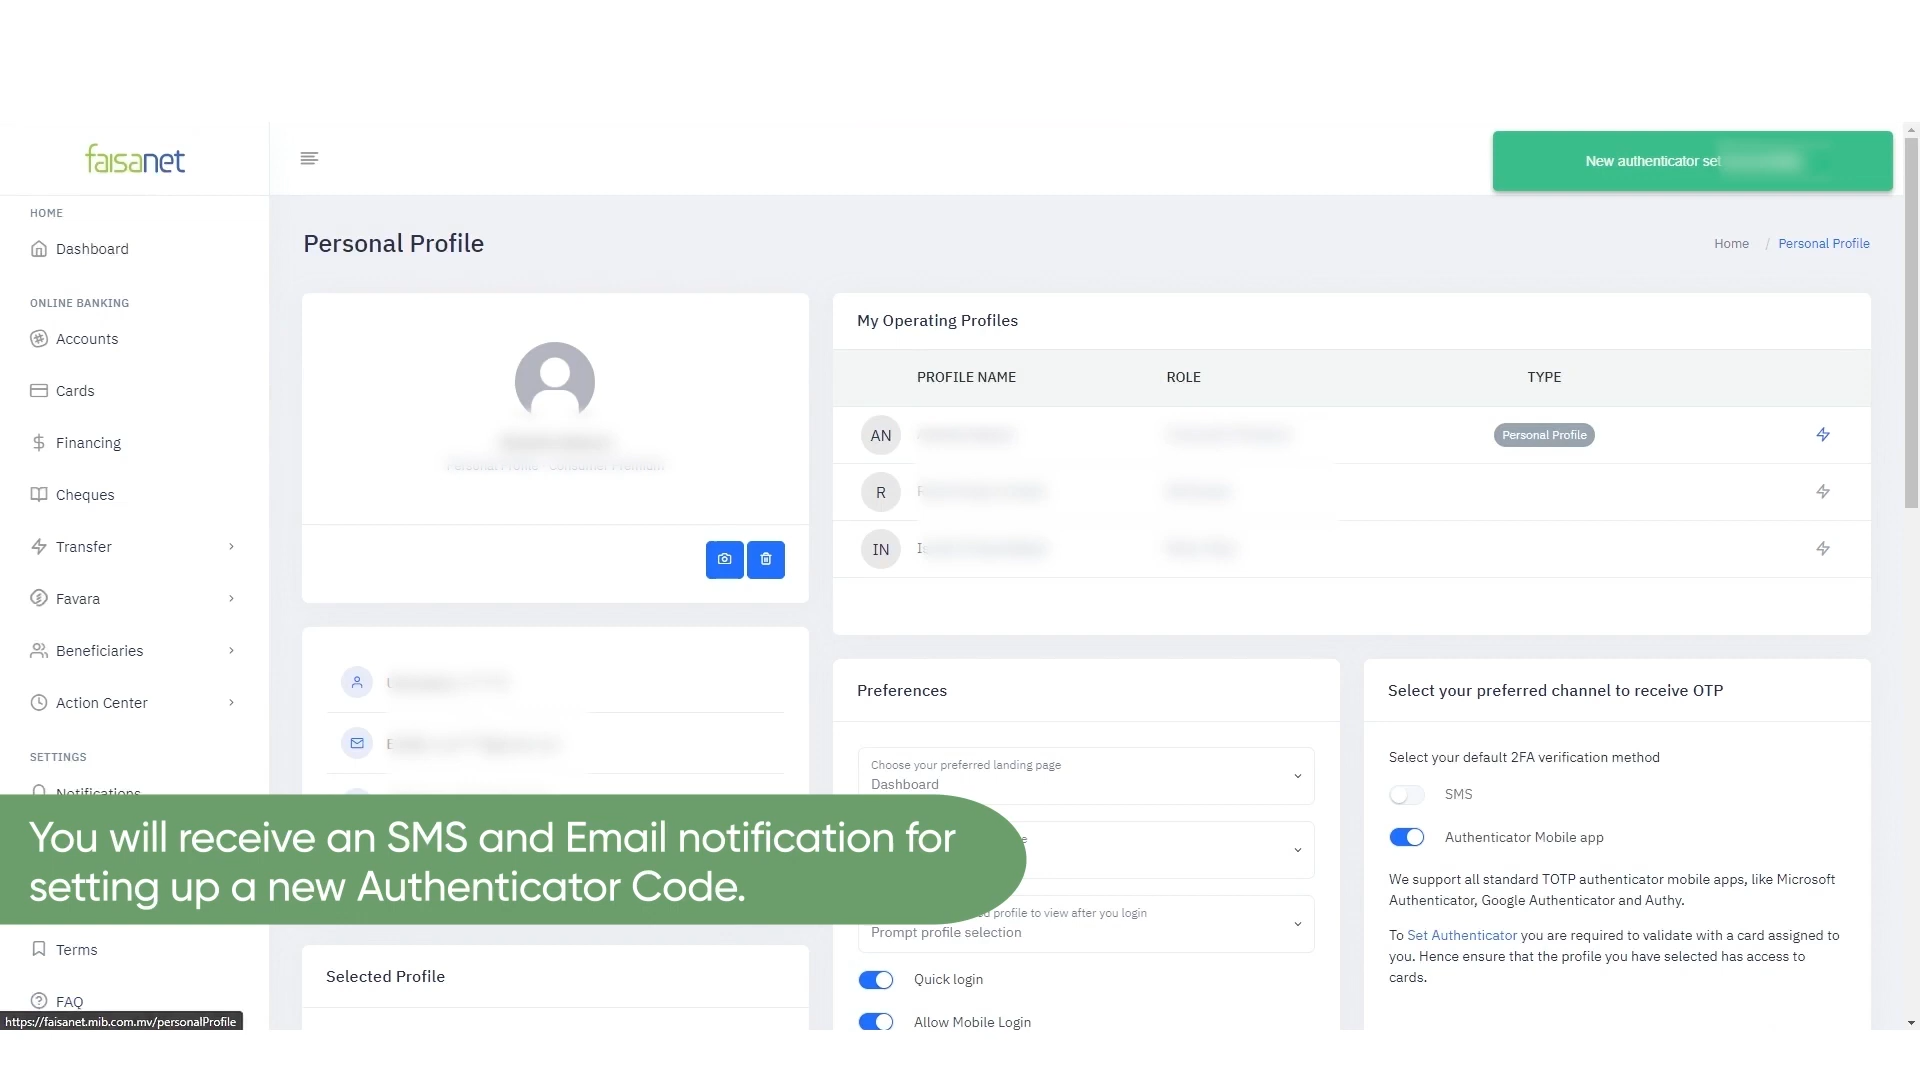 faisanet
New authenticator set
HOME
Dashboard
Personal Profile
Home / Personal Profile
ONLINE BANKING
Accounts
Cards
Financing
Cheques
Transfer
Favara
Beneficiaries
Action Center
SETTINGS
Notifications
Terms
FAQ
https://faisanet.mib.com.mv/personalProfile
Personal Profile - Consumer Premium
My Operating Profiles
PROFILE NAME ROLE TYPE
AN Personal Profile
R
IN
Preferences
Choose your preferred landing page
Dashboard
profile to view after you login
Prompt profile selection
Quick login
Allow Mobile Login
Select your preferred channel to receive OTP
Select your default 2FA verification method
SMS
Authenticator Mobile app
We support all standard TOTP authenticator mobile apps, like Microsoft
Authenticator, Google Authenticator and Authy.
To Set Authenticator you are required to validate with a card assigned to
you. Hence ensure that the profile you have selected has access to
cards.
You will receive an SMS and Email notification for
setting up a new Authenticator Code.
Selected Profile